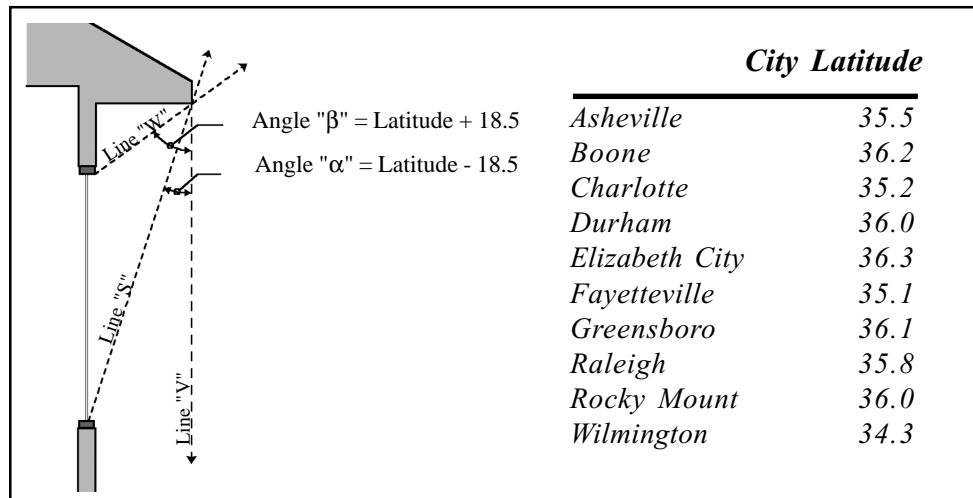 City Latitude
Line "W"
Angle "β" = Latitude + 18.5
Angle "α" = Latitude - 18.5
Line "S"
Line "V"
Asheville 35.5
Boone 36.2
Charlotte 35.2
Durham 36.0
Elizabeth City 36.3
Fayetteville 35.1
Greensboro 36.1
Raleigh 35.8
Rocky Mount 36.0
Wilmington 34.3